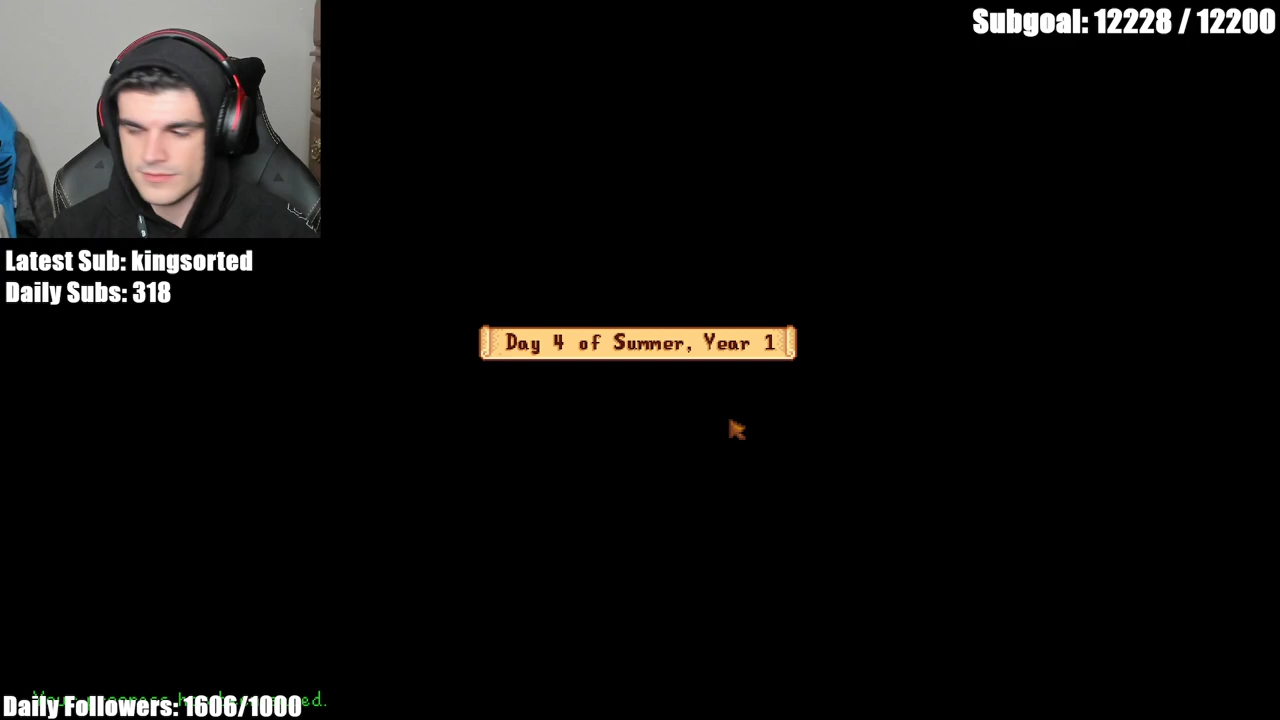 Subgoal: 12228 / 12200
Latest Sub: kingsorted
Daily Subs: 318
Day 4 of Summer, Year 1
Daily Followers: 1606/1000